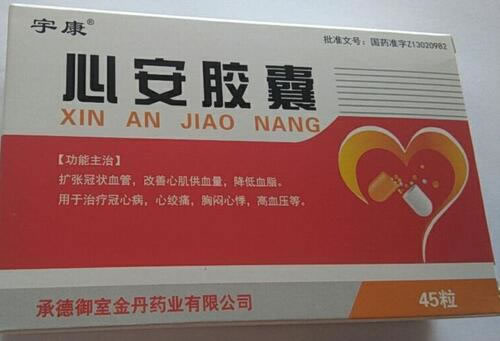 宇康®
批准文号：国药准字Z13020982
心安胶囊
XIN AN JIAO NANG
【功能主治】
扩张冠状血管，改善心肌供血量，降低血脂。
用于治疗冠心病，心绞痛，胸闷心悸，高血压等。
承德御室金丹药业有限公司
45粒